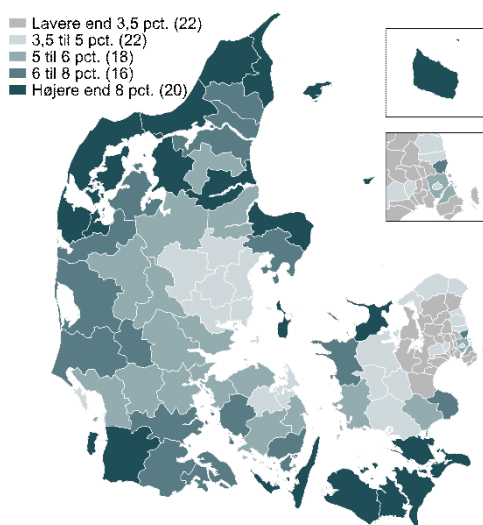 Lavere end 3,5 pct. (22)
3,5 til 5 pct. (22)
5 til 6 pct. (18)
6 til 8 pct. (16)
Højere end 8 pct. (20)